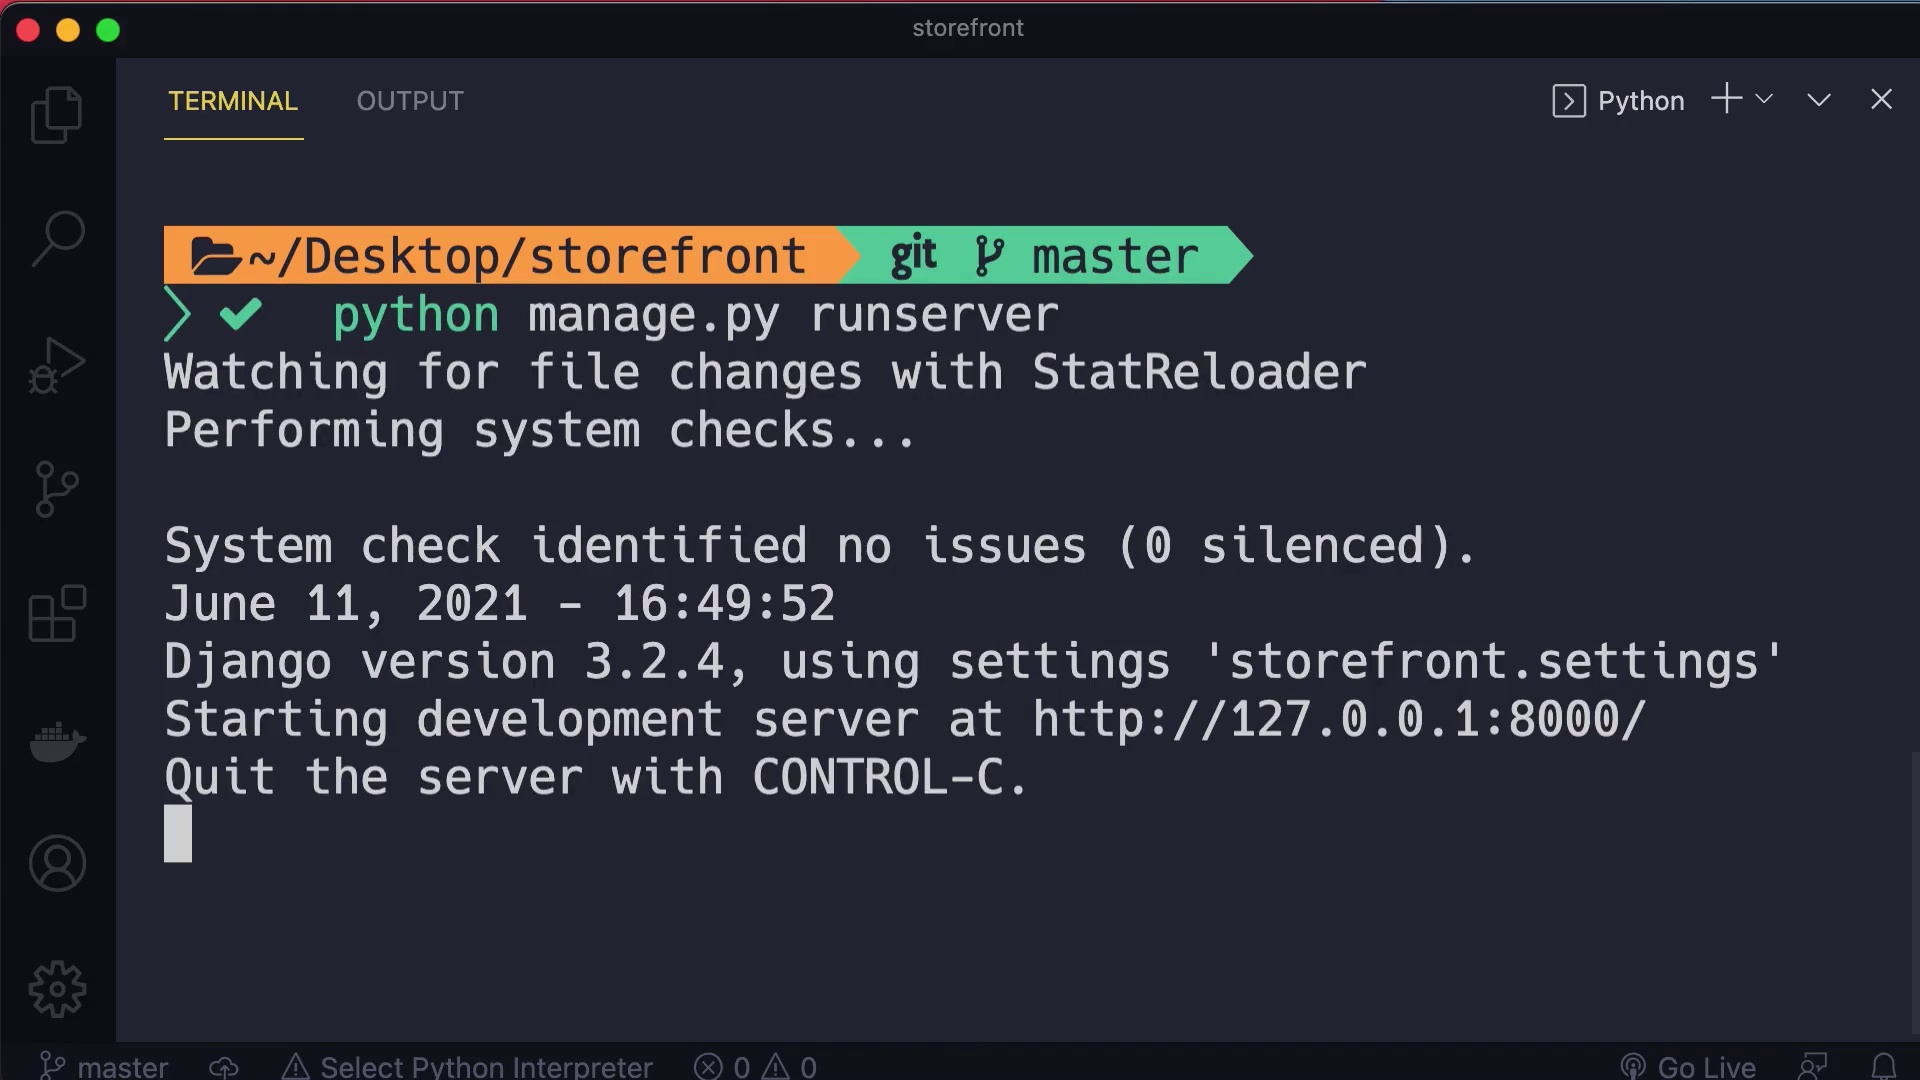 storefront
TERMINAL OUTPUT Python
~/Desktop/storefront git master
python manage.py runserver
Watching for file changes with StatReloader
Performing system checks...
System check identified no issues (0 silenced).
June 11, 2021 - 16:49:52
Django version 3.2.4, using settings 'storefront.settings'
Starting development server at http://127.0.0.1:8000/
Quit the server with CONTROL-C.
master Select Python Interpreter 0 0 Go Live